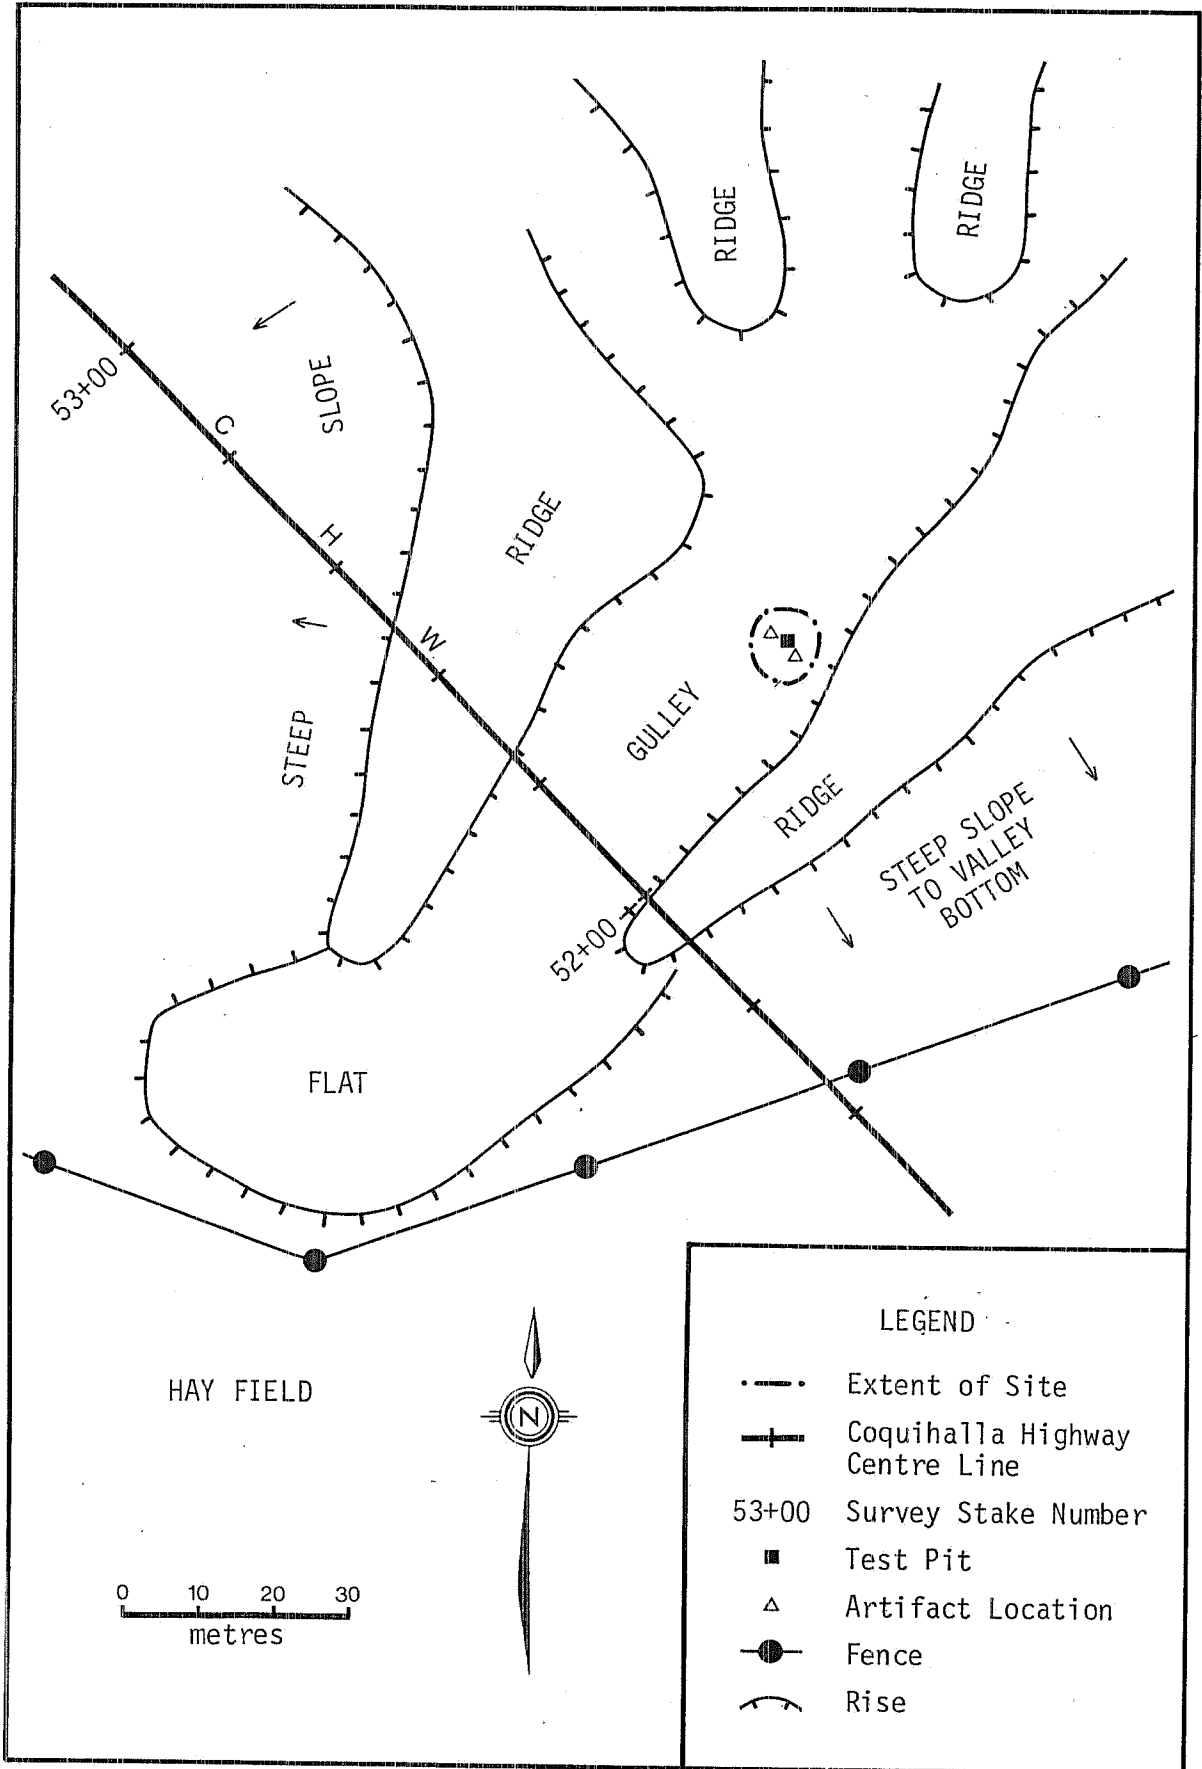 RIDGE
RIDGE
53+00
SLOPE
C
H
W
RIDGE
STEEP
GULLEY
RIDGE
STEEP SLOPE
TO VALLEY
BOTTOM
52+00
FLAT
HAY FIELD
N
0 10 20 30
metres
LEGEND
Extent of Site
Coquihalla Highway
Centre Line
53+00 Survey Stake Number
Test Pit
Artifact Location
Fence
Rise